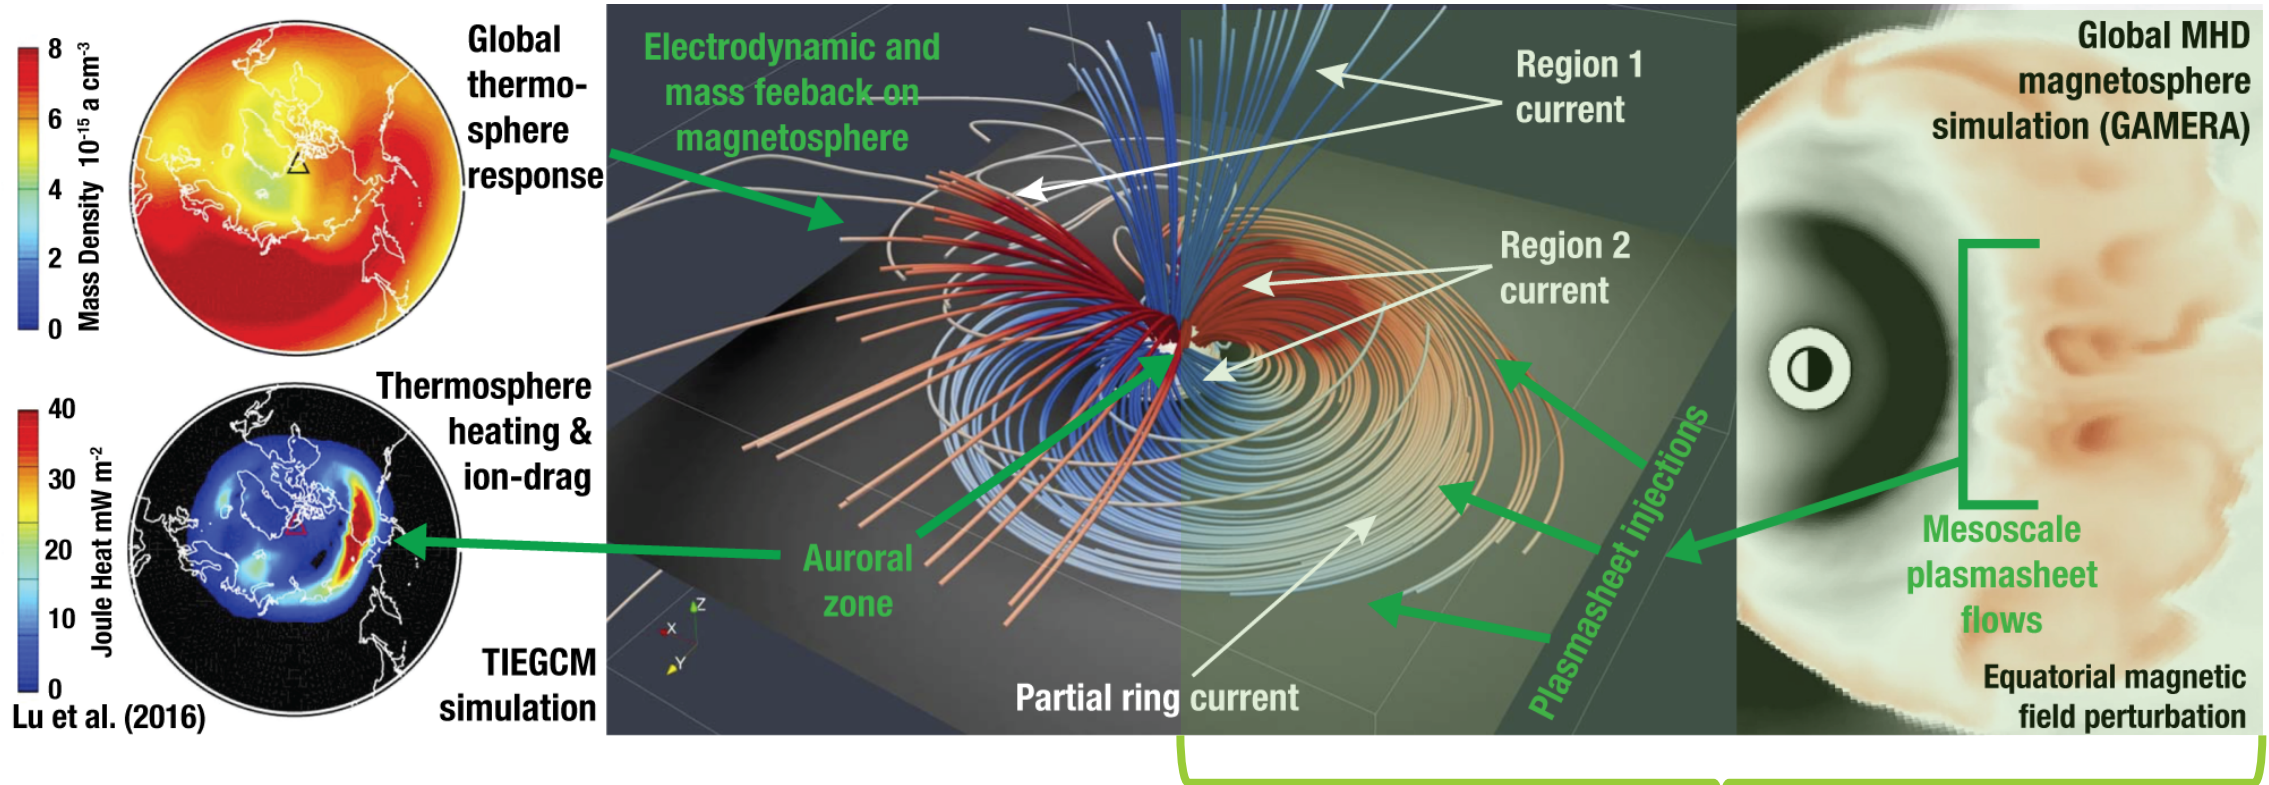 8
6
4
2
0
Mass Density 10-15 a cm-3
Global
thermo-
sphere
response
40
30
20
10
0
Joule Heat mW m-2
Thermosphere
heating &
ion-drag
TIEGCM
simulation
Lu et al. (2016)
Electrodynamic and
mass feeback on
magnetosphere
Region 1
current
Region 2
current
Auroral
zone
Z
X
Y
Partial ring current
Plasmasheet injections
Global MHD
magnetosphere
simulation (GAMERA)
Mesoscale
plasmasheet
flows
Equatorial magnetic
field perturbation